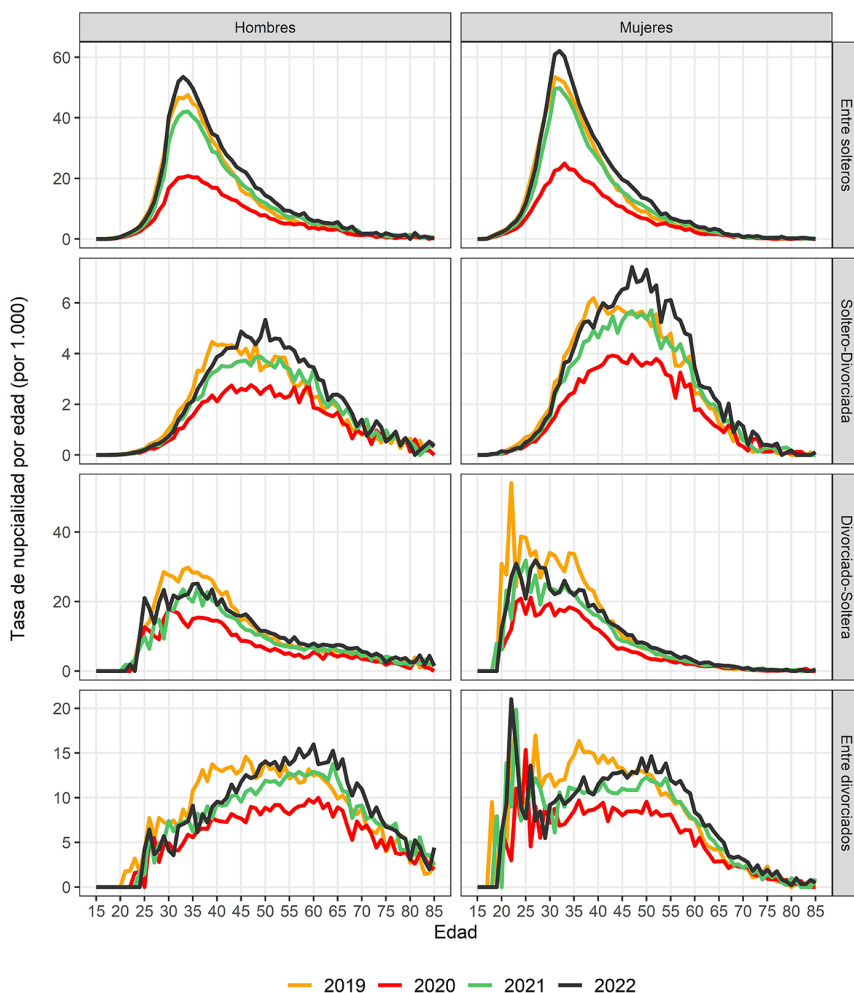 Hombres
Mujeres
Tasa de nupcialidad por edad (por 1.000)
60
40
20
0
Entre solteros
6
4
2
0
Soltero-Divorciada
40
20
0
Divorciado-Soltera
20
15
10
5
0
Entre divorciados
15 20 25 30 35 40 45 50 55 60 65 70 75 80 85
15 20 25 30 35 40 45 50 55 60 65 70 75 80 85
Edad
2019 2020 2021 2022